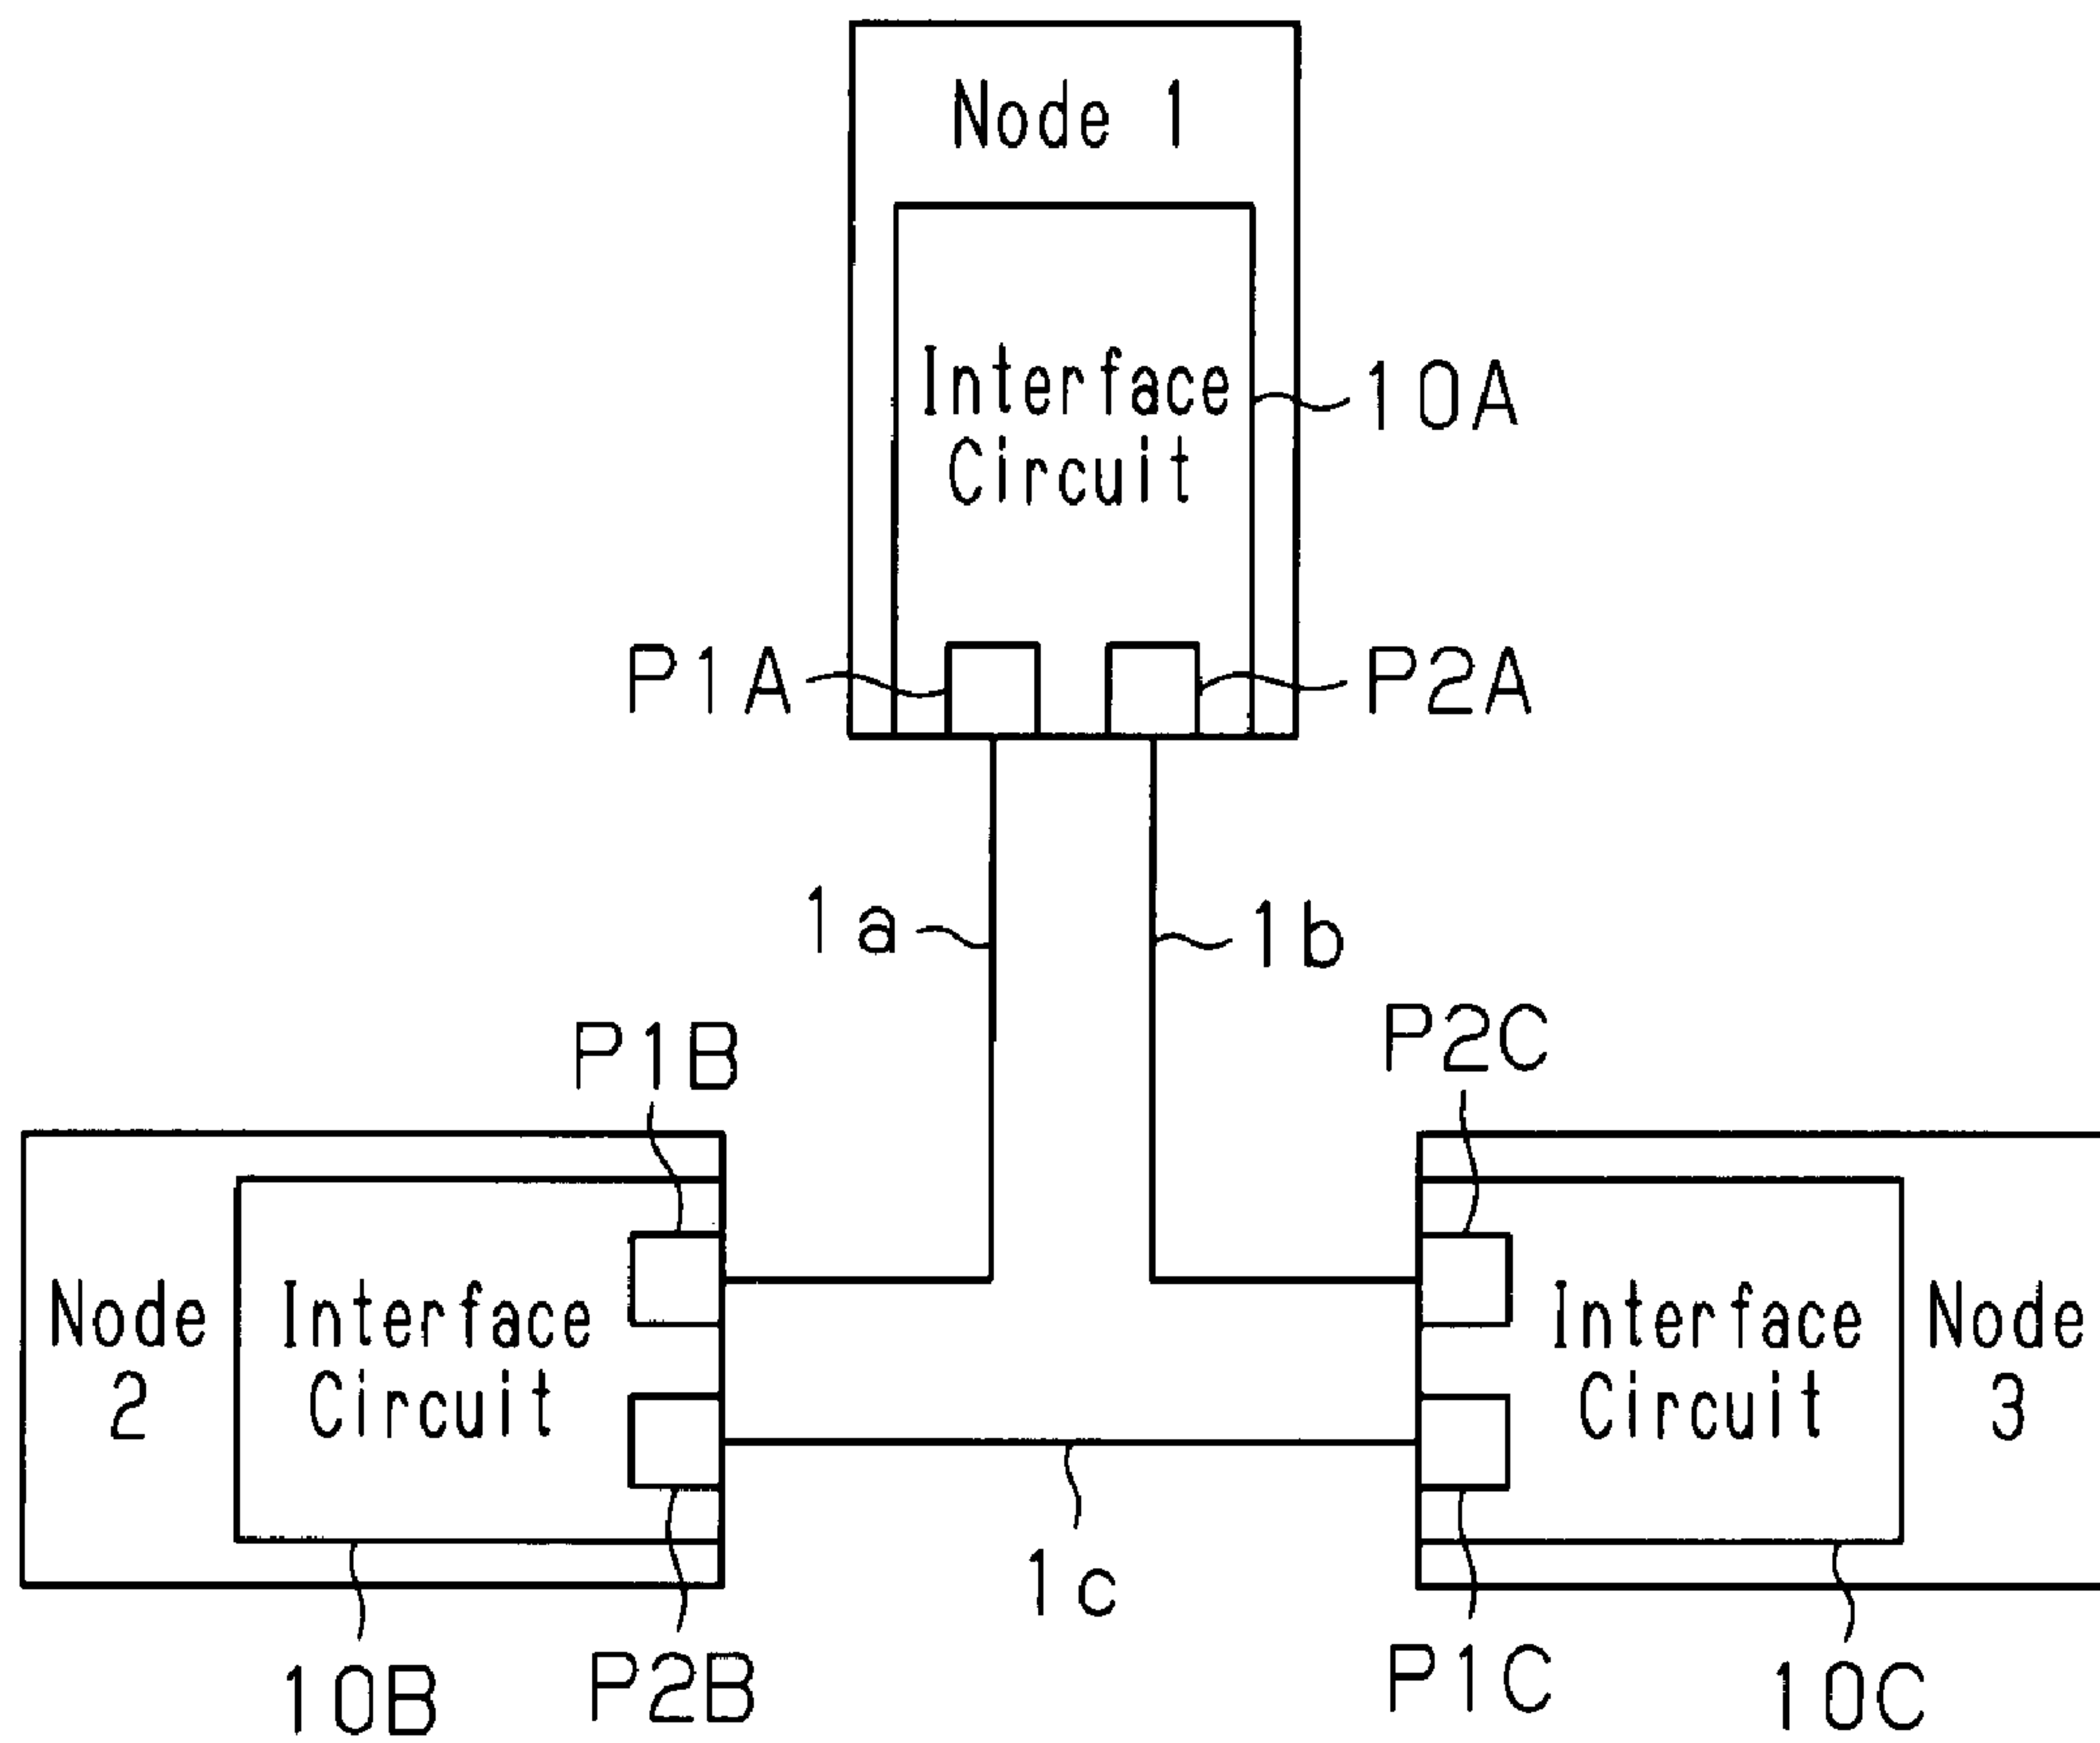 Node 1
Interface
Circuit
10A
P1A
P2A
1a
1b
P1B
P2C
Node
2
Interface
Circuit
Interface
Circuit
Node
3
1c
10B
P2B
P1C
10C